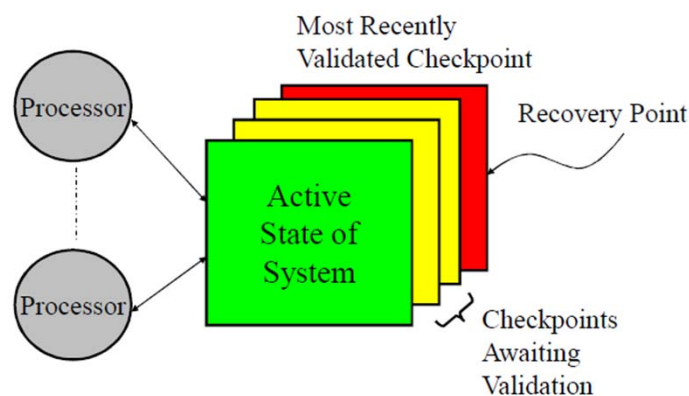 Most Recently
Validated Checkpoint
Processor
Recovery Point
Active
State of
System
Processor
Checkpoints
Awaiting
Validation